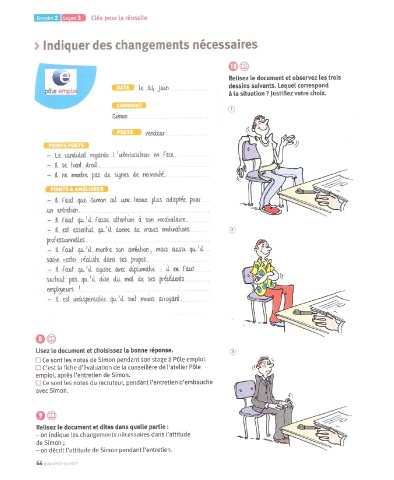 Dossier 2 Leçon 3 Clés pour la réussite
› Indiquer des changements nécessaires
pôle emploi
DATE le 24 juin
CANDIDAT
Simon
POSTE vendeur
POINTS FORTS
– Le candidat regarde l'interlocuteur en face.
– Il se tient droit.
– Il ne montre pas de signes de nervosité.
POINTS À AMÉLIORER
– Il faut que Simon ait une tenue plus adaptée pour
un entretien.
– Il faut qu'il fasse attention à son vocabulaire.
– Il est essentiel qu'il donne de vraies motivations
professionnelles.
– Il faut qu'il montre son ambition, mais aussi qu'il
sache rester réaliste dans ses propos.
– Il faut qu'il agisse avec diplomatie : il ne faut
surtout pas qu'il dise du mal de ses précédents
employeurs !
– Il est indispensable qu'il soit moins arrogant.
8
Lisez le document et choisissez la bonne réponse.
☐ Ce sont les notes de Simon pendant son stage à Pôle emploi.
☐ C'est la fiche d'évaluation de la conseillère de l'atelier Pôle
emploi, après l'entretien de Simon.
☐ Ce sont les notes du recruteur, pendant l'entretien d'embauche
avec Simon.
9
Relisez le document et dites dans quelle partie :
– on indique les changements nécessaires dans l'attitude
de Simon ;
– on décrit l'attitude de Simon pendant l'entretien.
44 quarante-quatre
10
Relisez le document et observez les trois
dessins suivants. Lequel correspond
à la situation ? Justifiez votre choix.
1
2
3